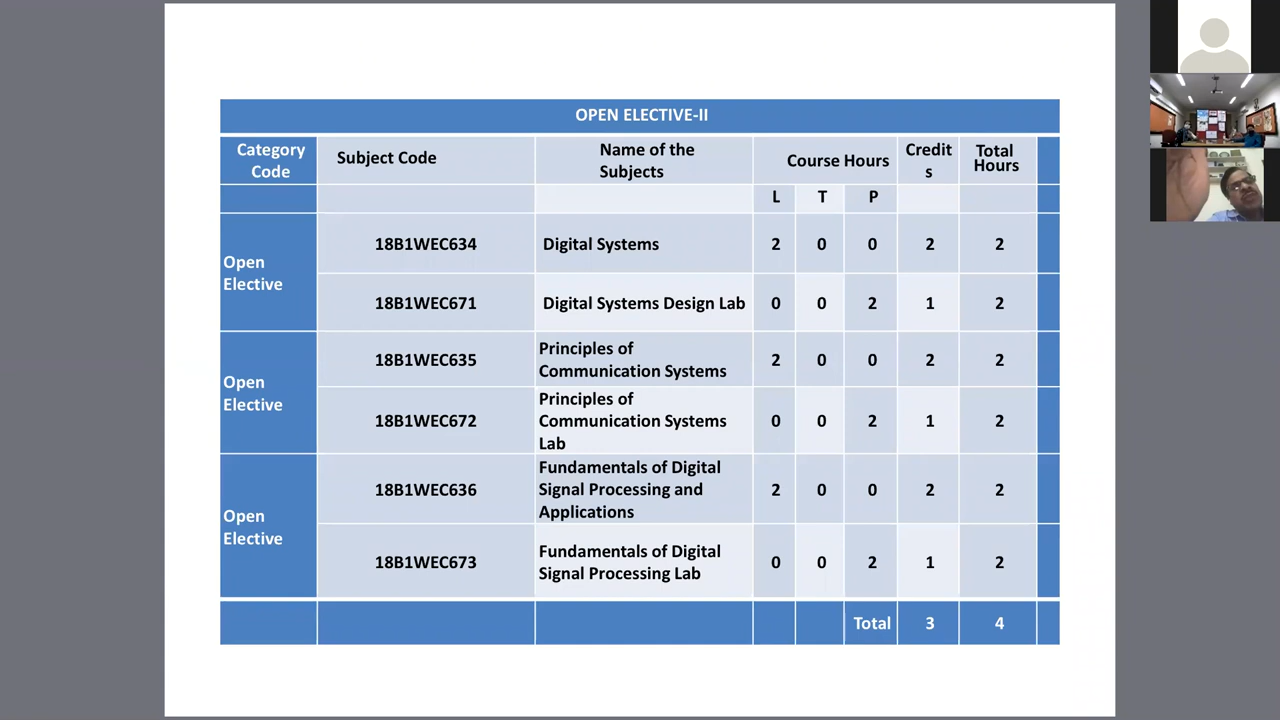 OPEN ELECTIVE-II
Category
Code
Subject Code
Name of the
Subjects
Course Hours
Credit
s
Total
Hours
L
T
P
Open
Elective
18B1WEC634
Digital Systems
2
0
0
2
2
18B1WEC671
Digital Systems Design Lab
0
0
2
1
2
Open
Elective
18B1WEC635
Principles of
Communication Systems
2
0
0
2
2
18B1WEC672
Principles of
Communication Systems
Lab
0
0
2
1
2
Open
Elective
18B1WEC636
Fundamentals of Digital
Signal Processing and
Applications
2
0
0
2
2
18B1WEC673
Fundamentals of Digital
Signal Processing Lab
0
0
2
1
2
Total
3
4